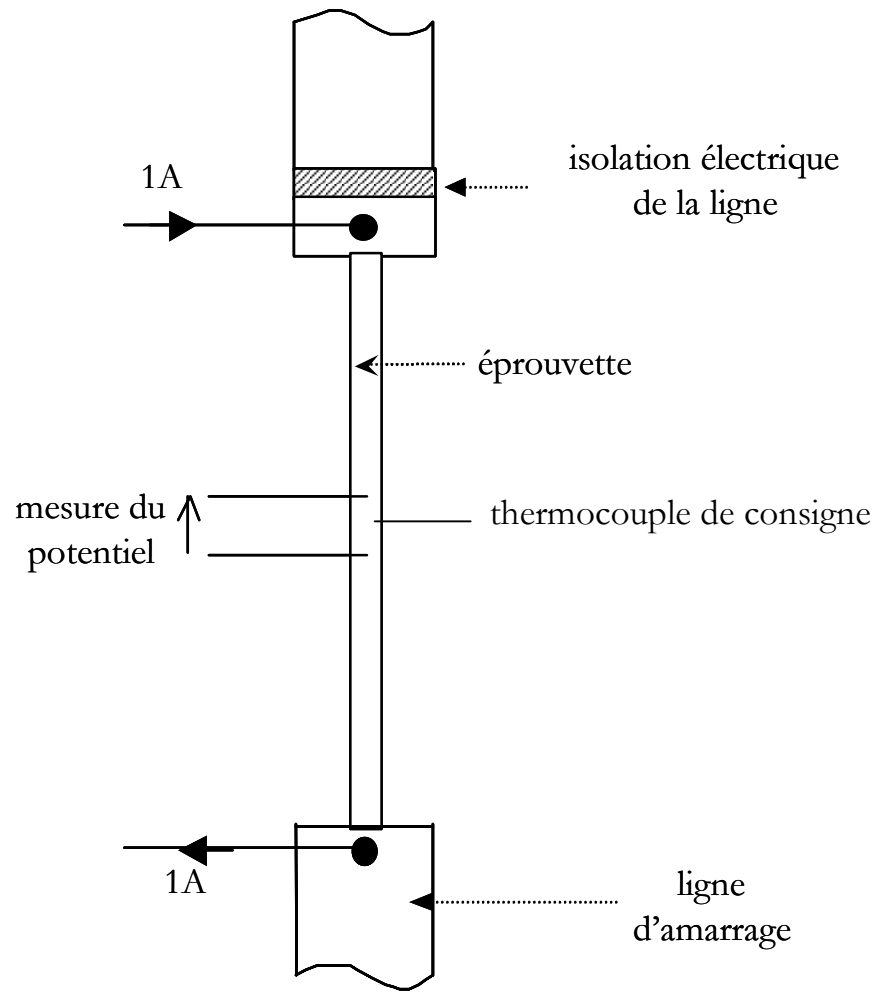 isolation électrique
de la ligne
1A
éprouvette
mesure du
potentiel
thermocouple de consigne
1A
ligne
d'amarrage